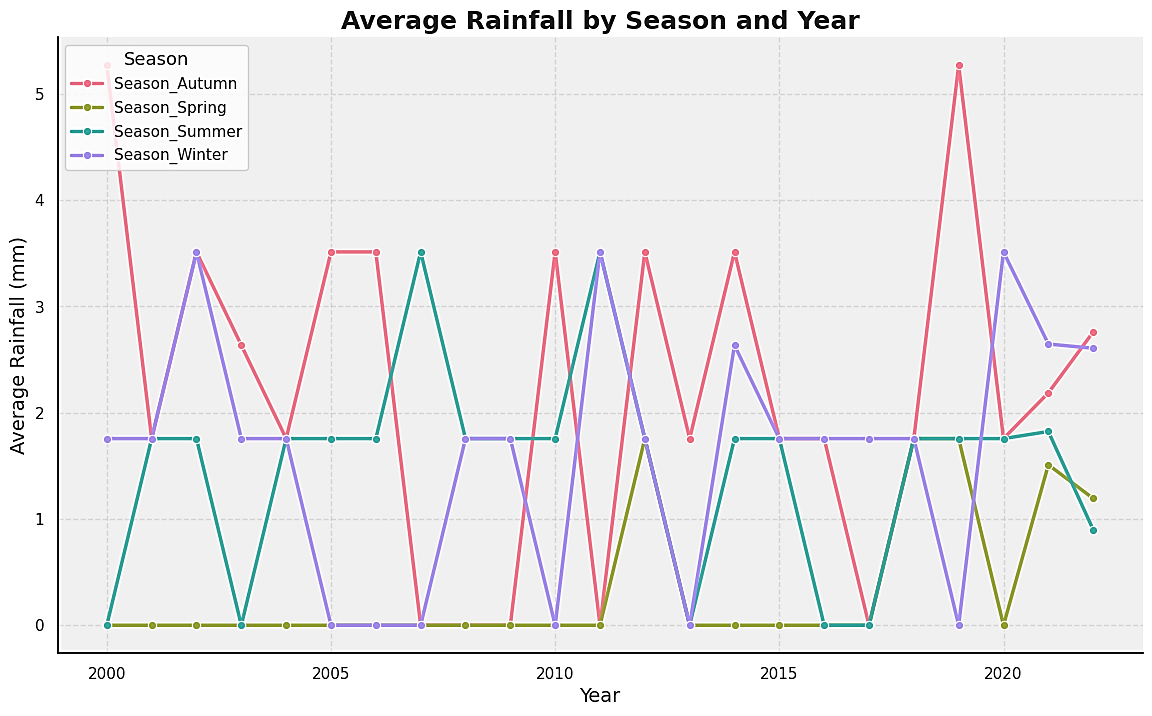 Average Rainfall by Season and Year
Season
Season_Autumn
Season_Spring
Season_Summer
Season_Winter
Average Rainfall (mm)
5
4
3
2
1
0
2000
2005
2010
2015
2020
Year